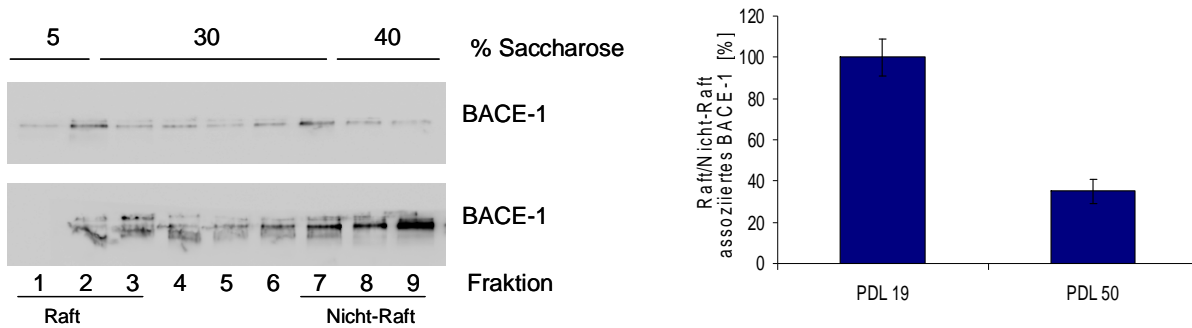 5 30 40 % Saccharose
BACE-1
BACE-1
1 2 3 4 5 6 7 8 9 Fraktion
Raft Nicht-Raft
Raft/Nicht-Raft
assoziiertes BACE-1 [%]
120
100
80
60
40
20
0
PDL 19 PDL 50